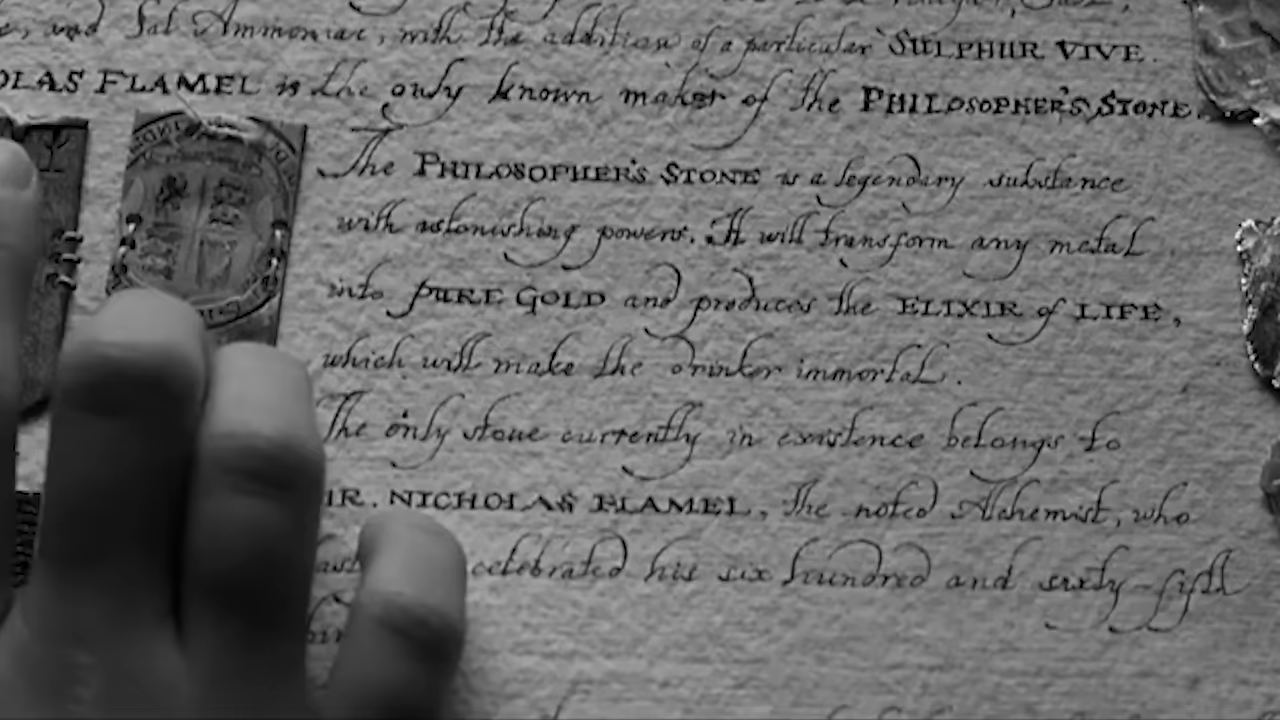 and Sal Ammoniac, with the addition of a particular SULPHUR VIVE.
OLAS FLAMEL is the only known maker of the PHILOSOPHER'S STONE.
The PHILOSOPHER'S STONE is a legendary substance
with astonishing powers. It will transform any metal
into PURE GOLD and produces the ELIXIR of LIFE,
which will make the drinker immortal.
The only stone currently in existence belongs to
MR. NICHOLAS FLAMEL, the noted Alchemist, who
celebrated his six hundred and sixty-fifth